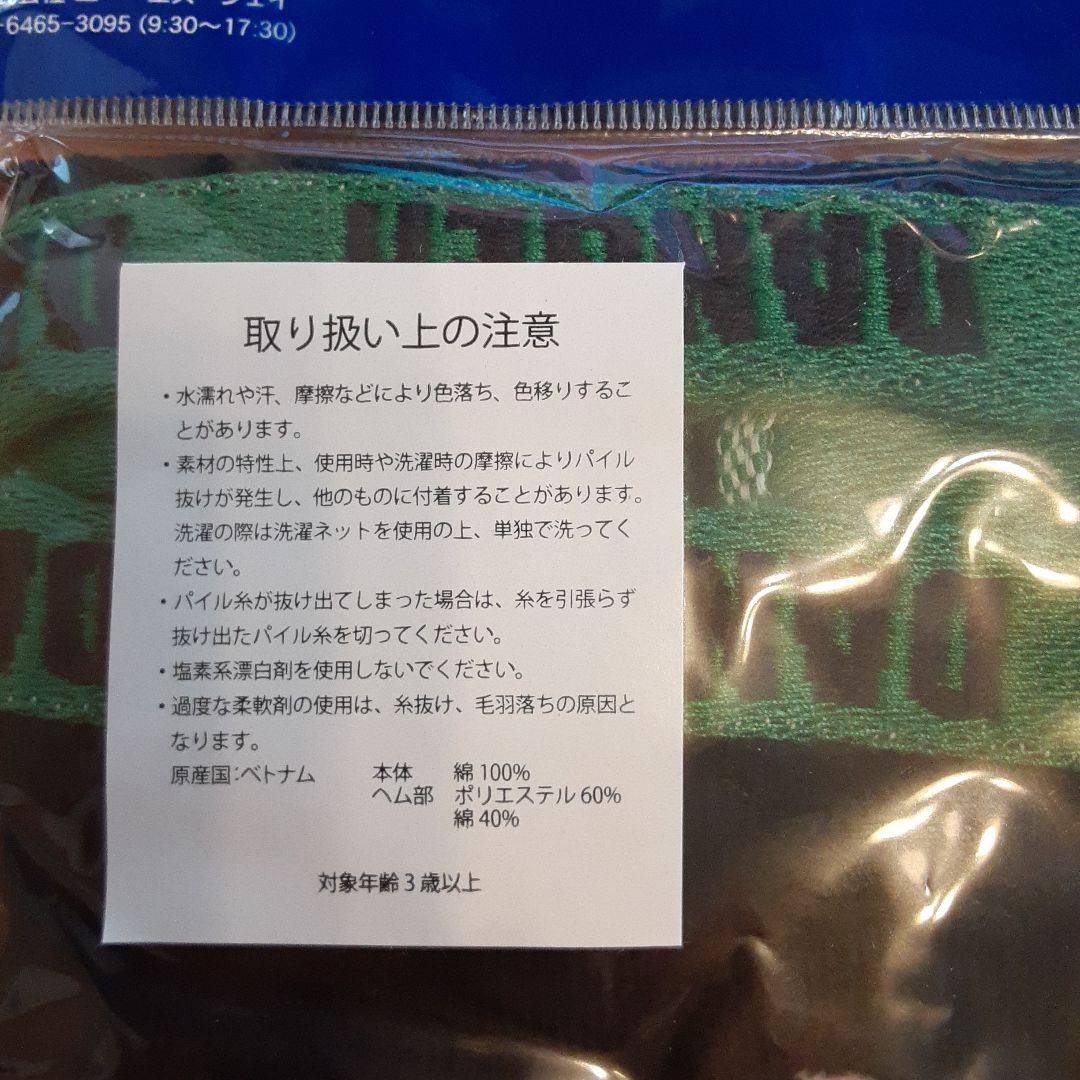 -6465-3095 (9:30〜17:30)
取り扱い上の注意
・水濡れや汗、摩擦などにより色落ち、色移りするこ
とがあります。
・素材の特性上、使用時や洗濯時の摩擦によりパイル
抜けが発生し、他のものに付着することがあります。
洗濯の際は洗濯ネットを使用の上、単独で洗ってく
ださい。
・パイル糸が抜け出てしまった場合は、糸を引張らず
抜け出たパイル糸を切ってください。
・塩素系漂白剤を使用しないでください。
・過度な柔軟剤の使用は、糸抜け、毛羽落ちの原因と
なります。
原産国:ベトナム 本体 綿100%
ヘム部 ポリエステル60%
綿40%
対象年齢3歳以上